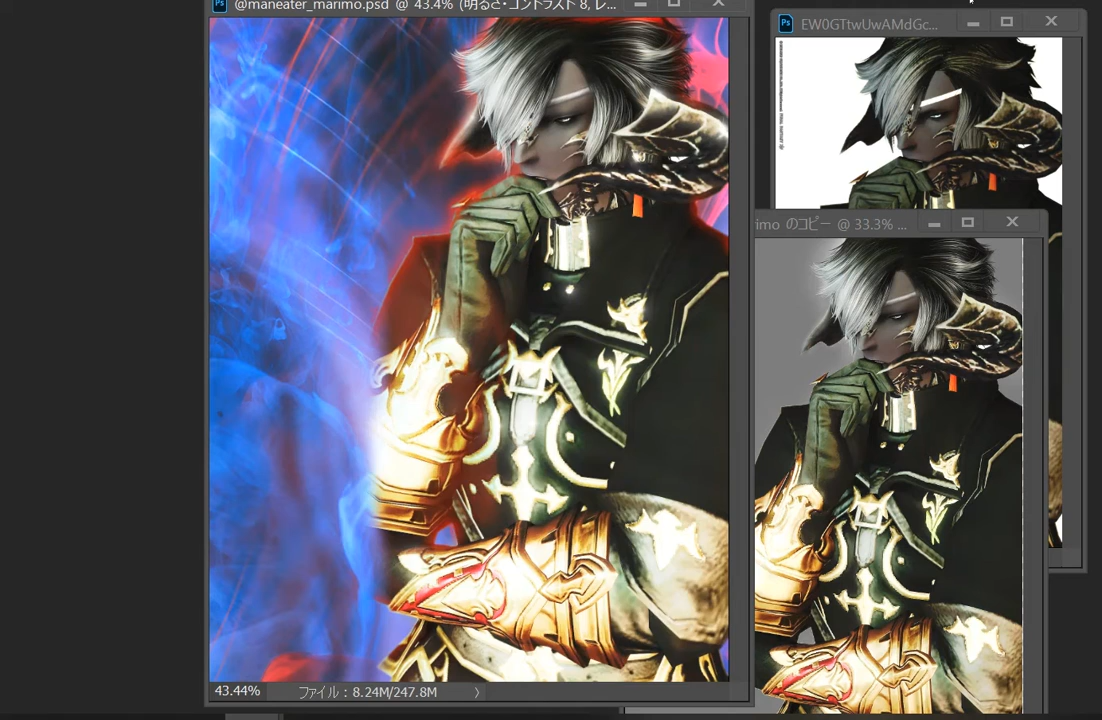 @maneater_marimo.psd @ 43.4% (明るさ・コントラスト 8, レ...
EW0GTtwUwAMdGc...
rimo のコピー @ 33.3% ...
43.44%
ファイル : 8.24M/247.8M